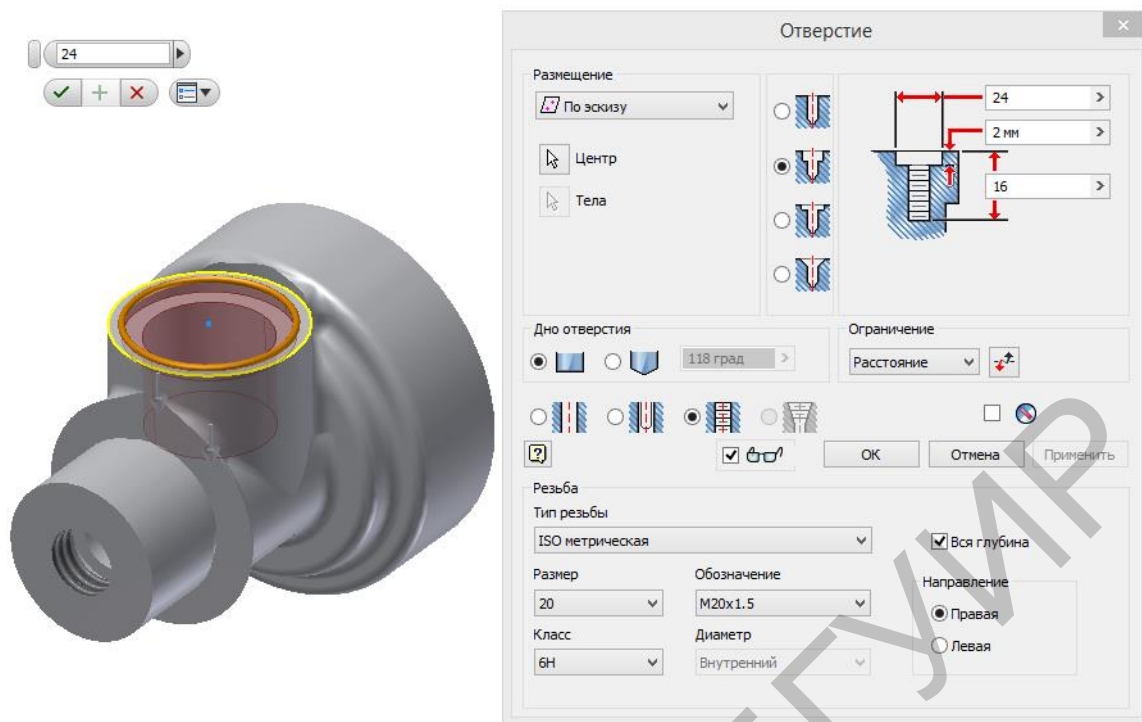 24
Отверстие
Размещение
По эскизу
Центр
Тела
24
2 мм
16
Дно отверстия
118 град
Ограничение
Расстояние
ОК
Отмена
Применить
Резьба
Тип резьбы
ISO метрическая
Вся глубина
Размер
Обозначение
20
M20x1.5
Класс
Диаметр
6H
Внутренний
Направление
Правая
Левая
ГУИР